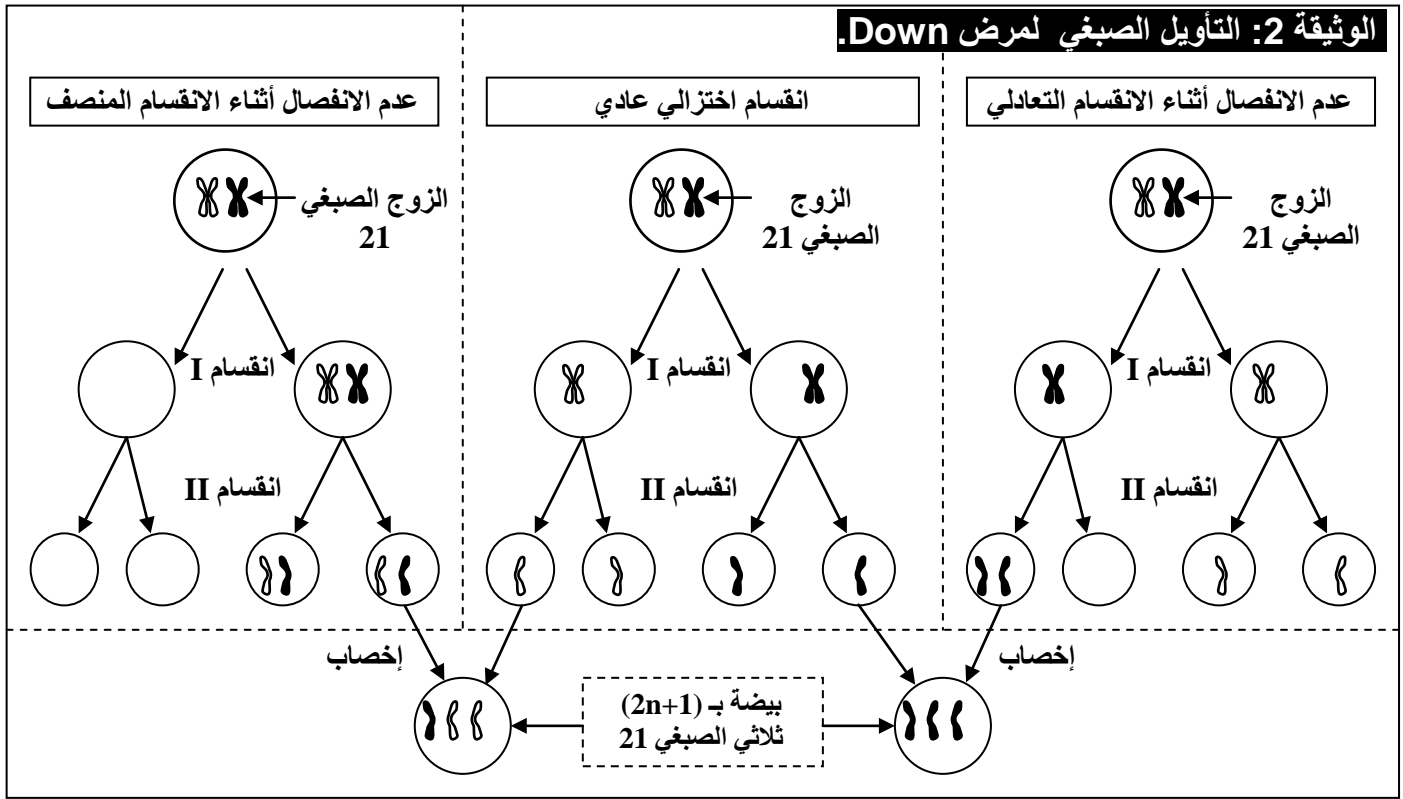 الوثيقة 2: التأويل الصبغي لمرض Down.
عدم الانفصال أثناء الانقسام التعادلي
انقسام اختزالي عادي
عدم الانفصال أثناء الانقسام المنصف
الزوج
الصبغي 21
الزوج
الصبغي 21
الزوج الصبغي
21
انقسام I
انقسام I
انقسام I
انقسام II
انقسام II
انقسام II
إخصاب
إخصاب
بيضة بـ (2n+1)
ثلاثي الصبغي 21